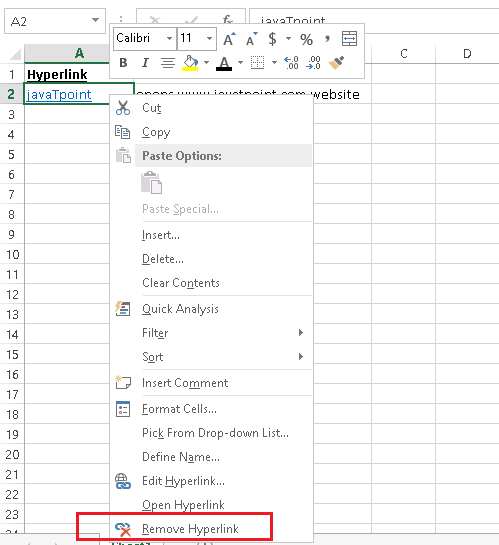 A2
javaTpoint
Calibri 11 A A $ % ,
B I A .00 .0
A C D
1 Hyperlink
2 javaTpoint opens www.javatpoint.com website
3
Cut
4
Copy
5
Paste Options:
6
7
8
Paste Special...
9
Insert...
10
Delete...
11
Clear Contents
12
13
Quick Analysis
14
Filter
15
Sort
16
Insert Comment
17
18
Format Cells...
19
Pick From Drop-down List...
20
Define Name...
21
Edit Hyperlink...
22
Open Hyperlink
23
Remove Hyperlink